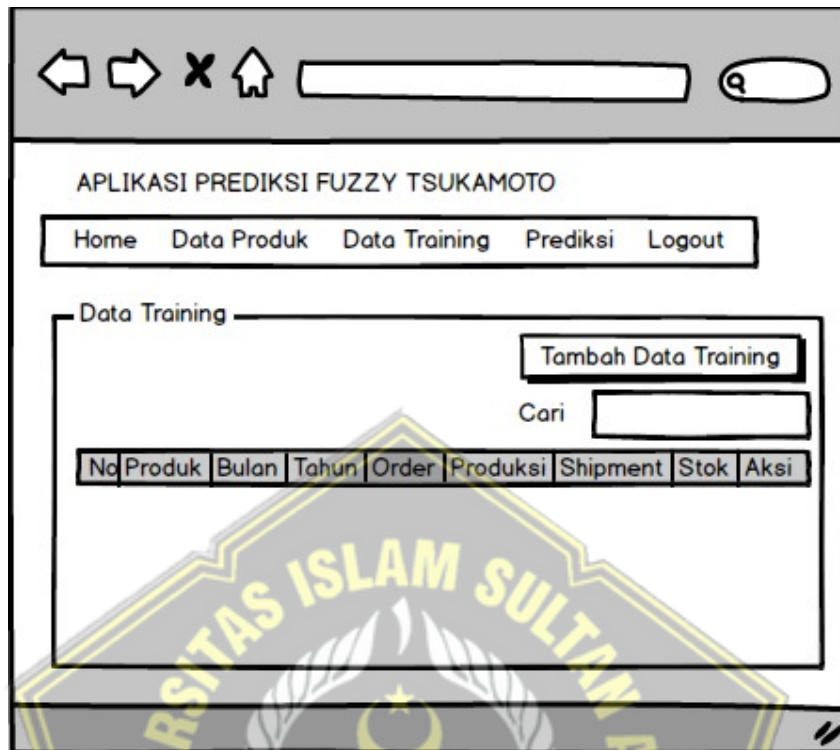 APLIKASI PREDIKSI FUZZY TSUKAMOTO
Home Data Produk Data Training Prediksi Logout
Data Training
Tambah Data Training
Cari
No Produk Bulan Tahun Order Produksi Shipment Stok Aksi
RSITAS ISLAM SULTAN A